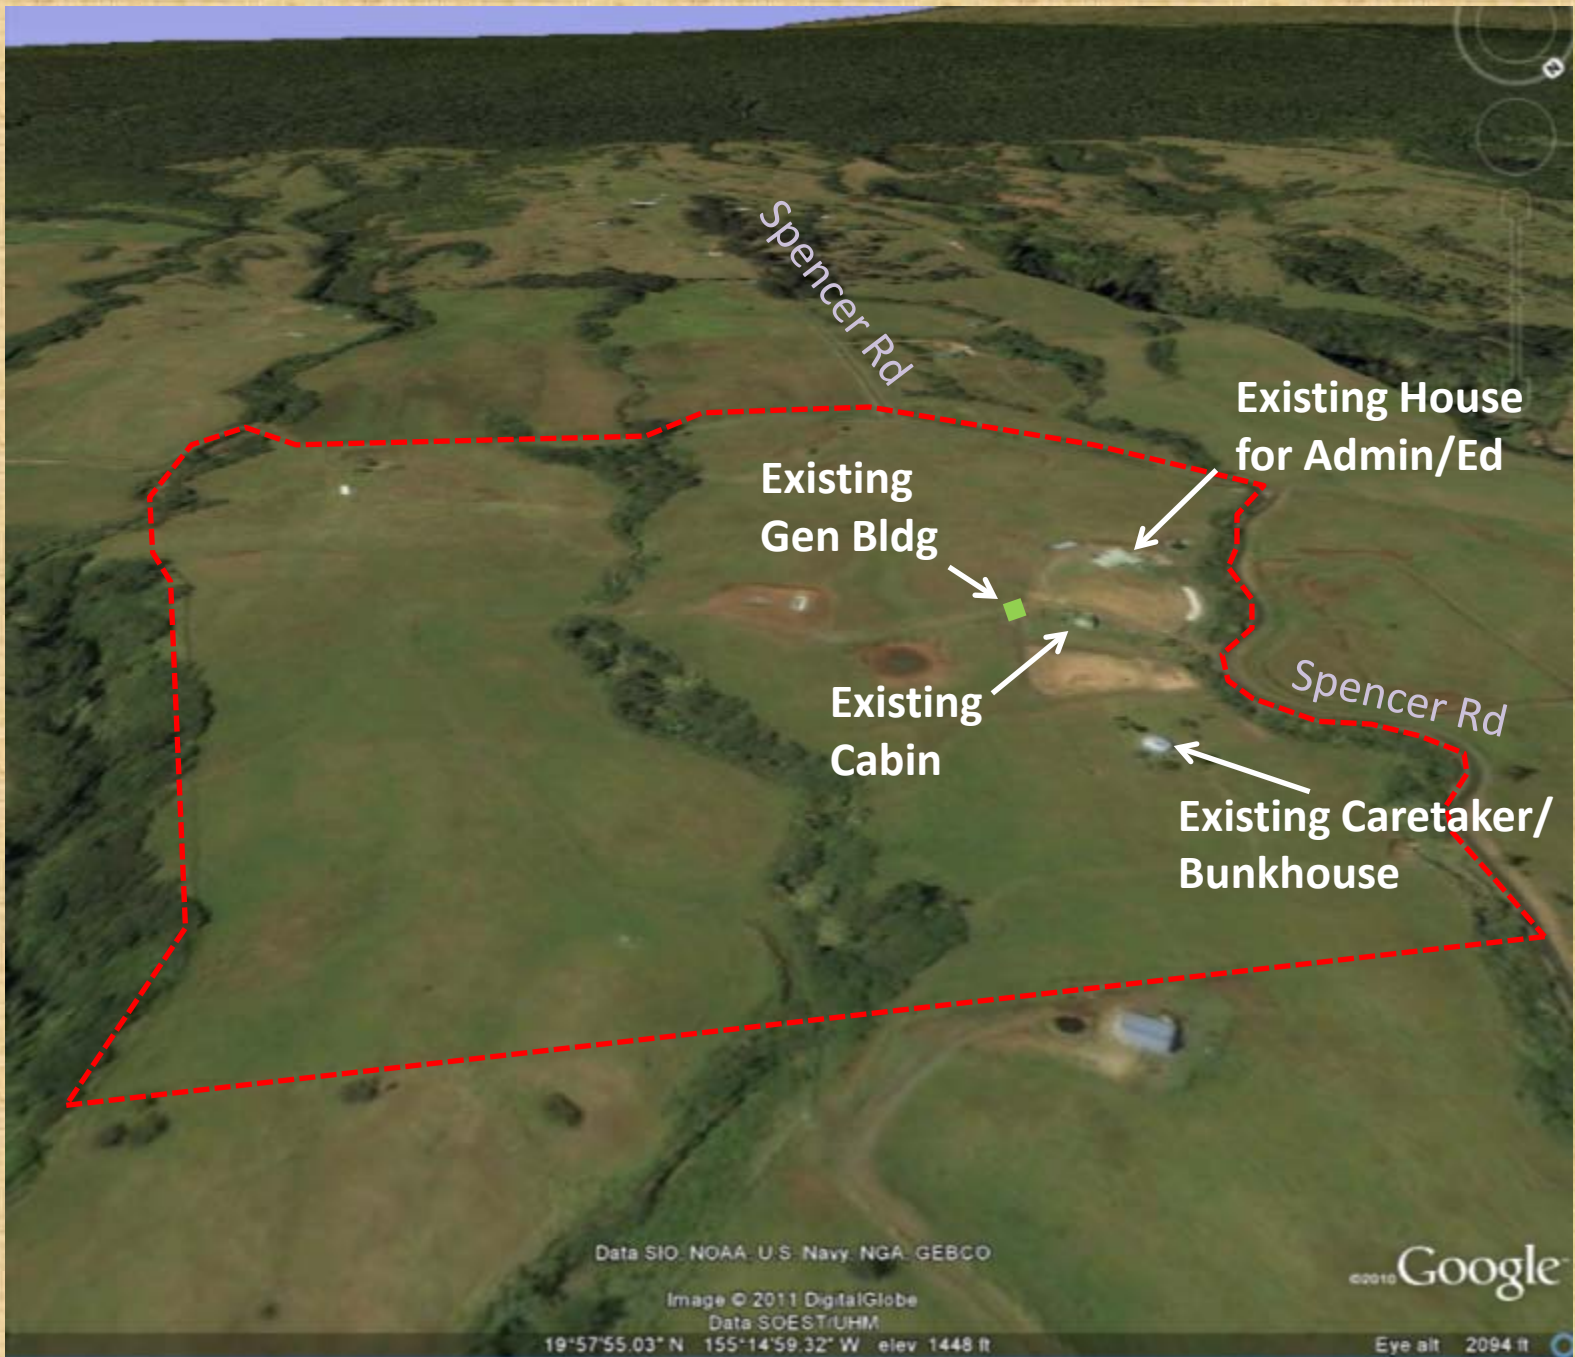 Spencer Rd
Existing House
for Admin/Ed
Existing
Gen Bldg
Spencer Rd
Existing
Cabin
Existing Caretaker/
Bunkhouse
Data SIO, NOAA, U.S. Navy, NGA, GEBCO
©2010 Google
Image © 2011 DigitalGlobe
Data SOEST/UHM
19°57'55.03" N 155°14'59.32" W elev 1448 ft
Eye alt 2094 ft